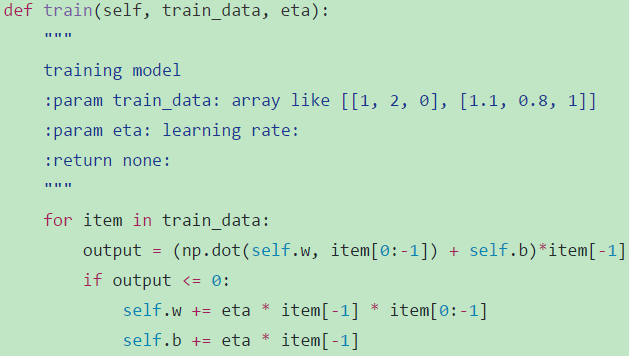 def train(self, train_data, eta):
    """
    training model
    :param train_data: array like [[1, 2, 0], [1.1, 0.8, 1]]
    :param eta: learning rate:
    :return none:
    """
    for item in train_data:
        output = (np.dot(self.w, item[0:-1]) + self.b)*item[-1]
        if output <= 0:
            self.w += eta * item[-1] * item[0:-1]
            self.b += eta * item[-1]